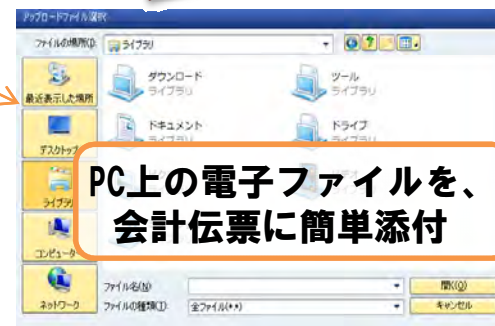 アップロードファイル選択
ファイルの場所(I):
ライブラリ
最近表示した場所
デスクトップ
ライブラリ
コンピュータ
ネットワーク
ダウンロード
ライブラリ
ツール
ライブラリ
ドキュメント
ライブラリ
ドライブ
ライブラリ
PC上の電子ファイルを、
会計伝票に簡単添付
ファイル名(N):
開く(O)
ファイルの種類(T):
全ファイル(*.*)
キャンセル